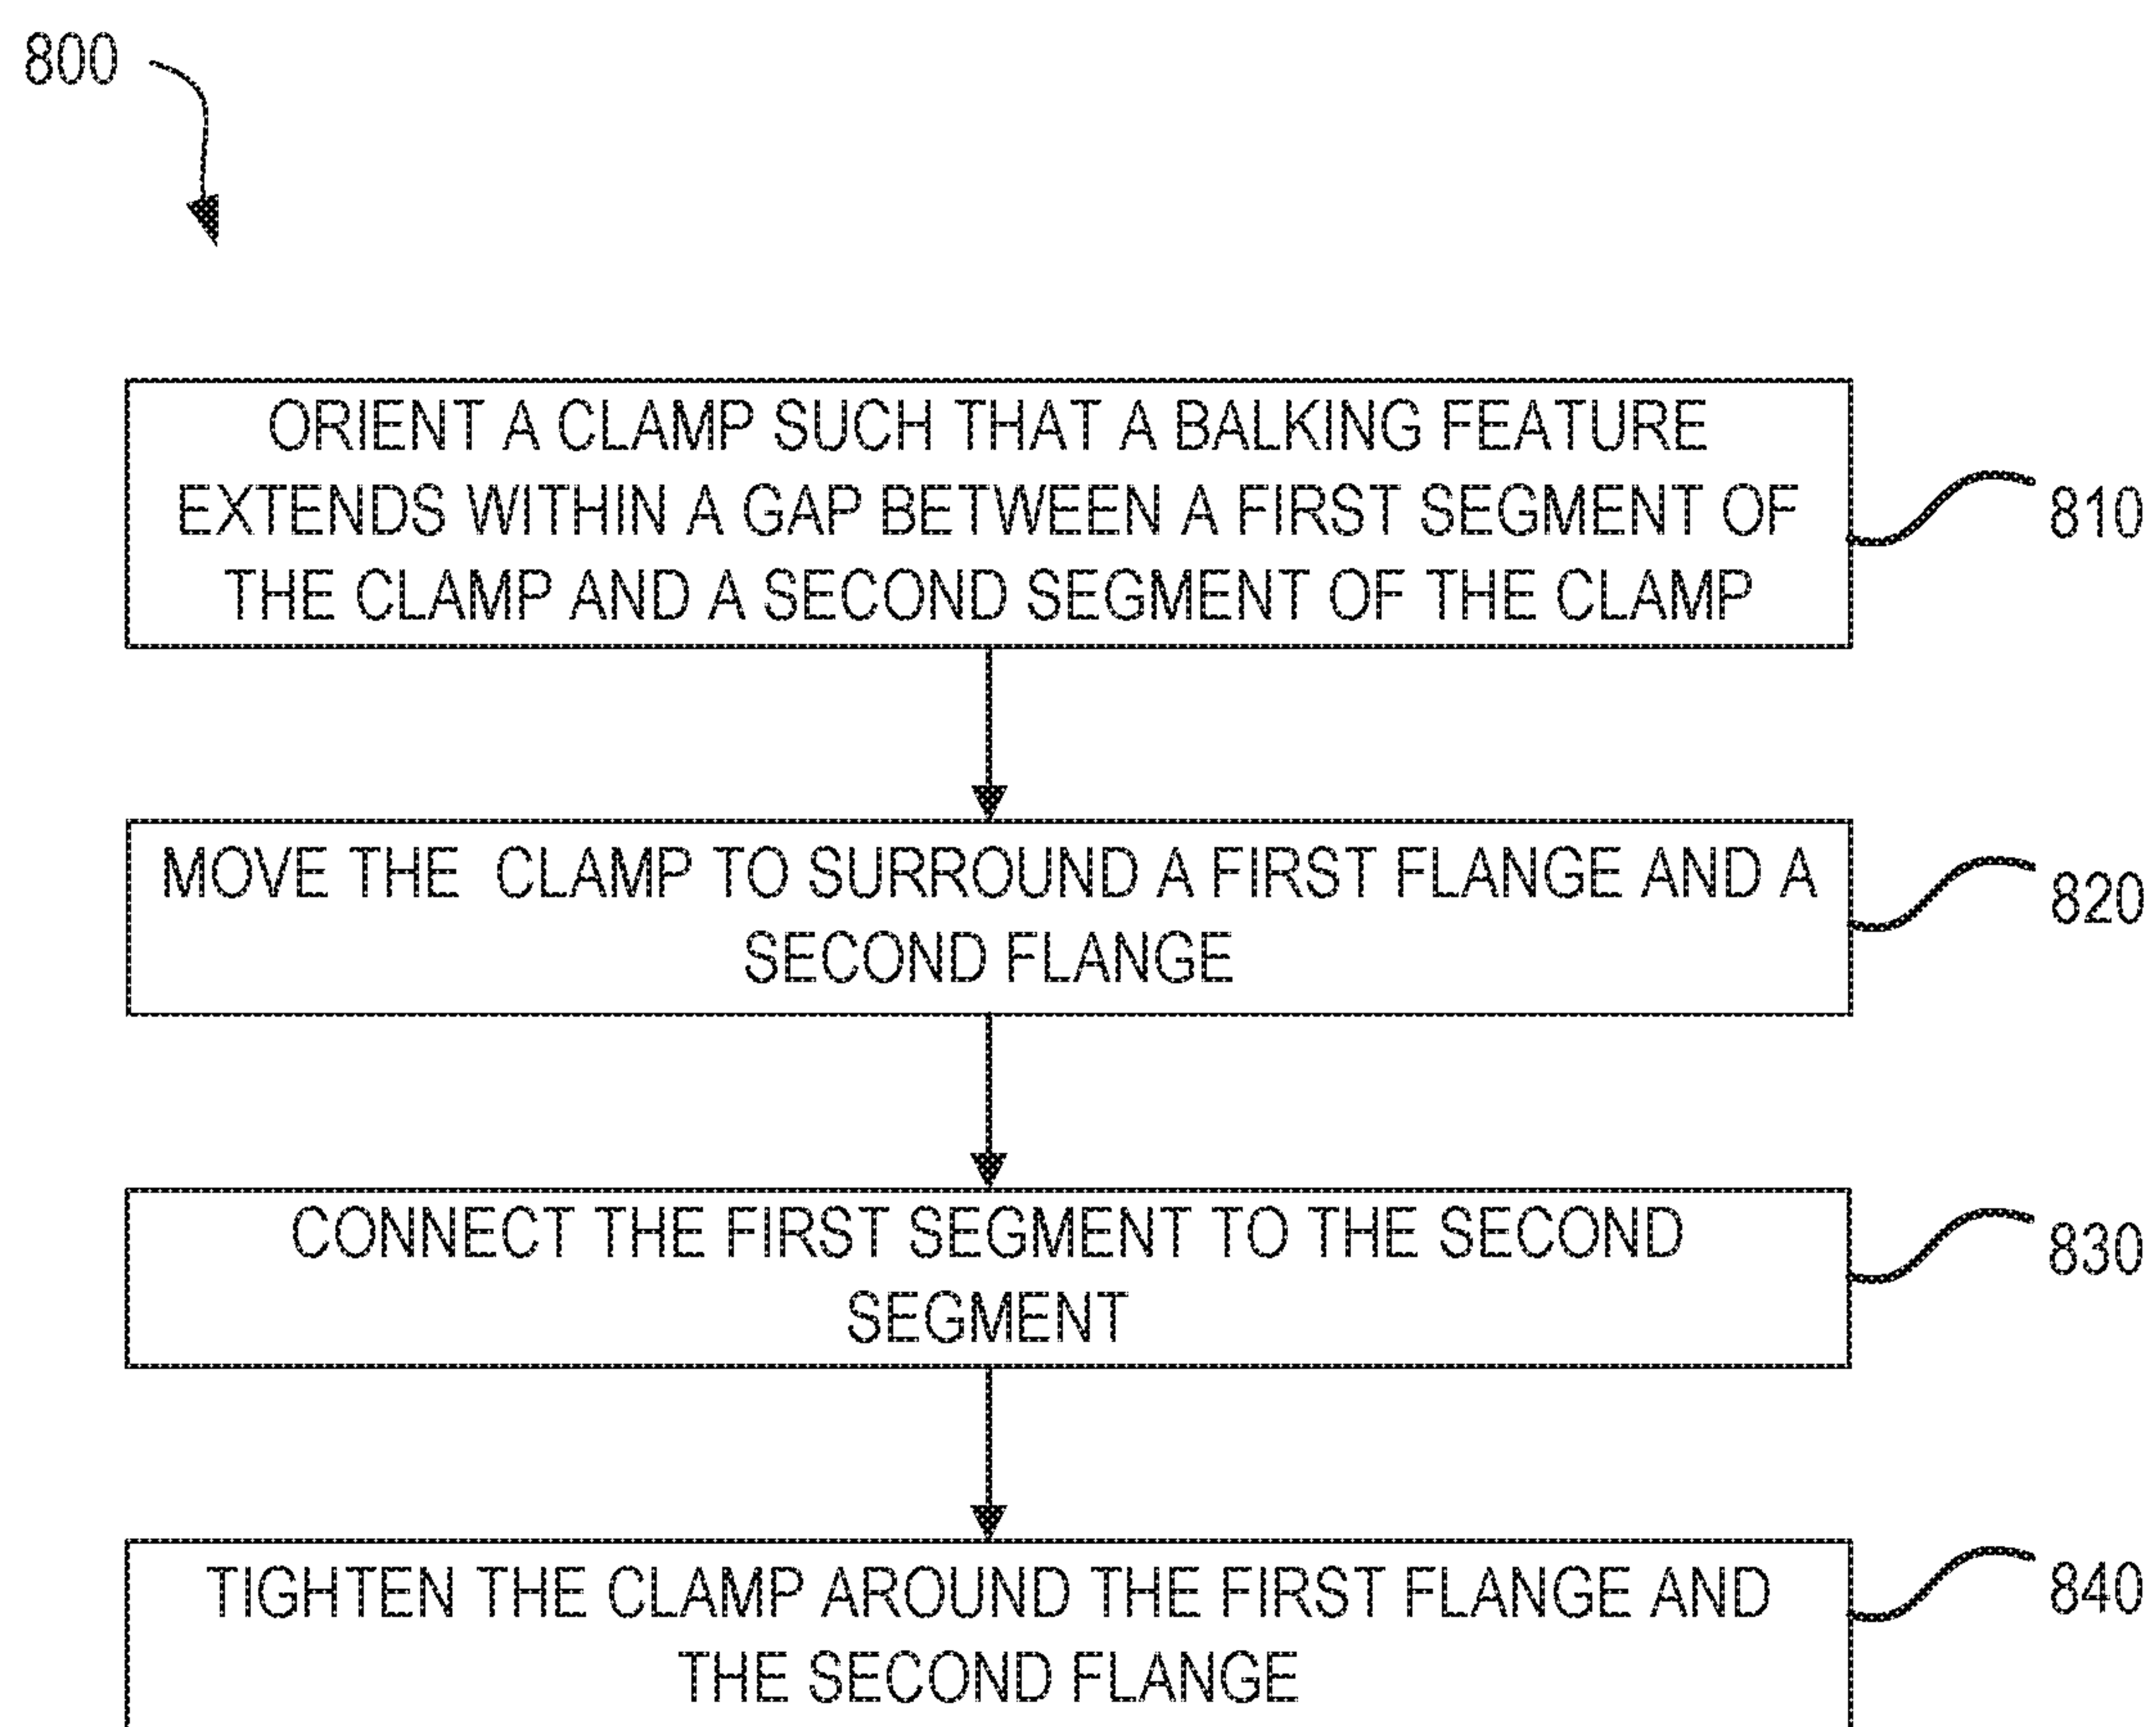 800
ORIENT A CLAMP SUCH THAT A BALKING FEATURE
EXTENDS WITHIN A GAP BETWEEN A FIRST SEGMENT OF
THE CLAMP AND A SECOND SEGMENT OF THE CLAMP
810
MOVE THE CLAMP TO SURROUND A FIRST FLANGE AND A
SECOND FLANGE
820
CONNECT THE FIRST SEGMENT TO THE SECOND
SEGMENT
830
TIGHTEN THE CLAMP AROUND THE FIRST FLANGE AND
THE SECOND FLANGE
840